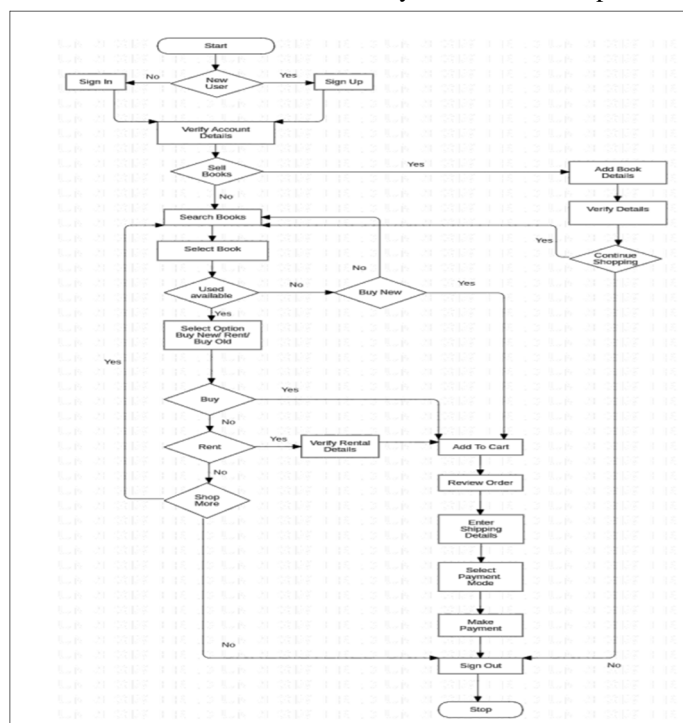 Start
New
User
No
Yes
Sign In
Sign Up
Verify Account
Details
Sell
Books
Yes
No
Add Book
Details
Verify Details
Continue
Shopping
Yes
No
Search Books
Select Book
Used
available
No
Yes
Buy New
No
Yes
Select Option
Buy New/ Rent/
Buy Old
Buy
Yes
No
Rent
Yes
No
Verify Rental
Details
Shop
More
Yes
No
Add To Cart
Review Order
Enter
Shipping
Details
Select
Payment
Mode
Make
Payment
Sign Out
Stop